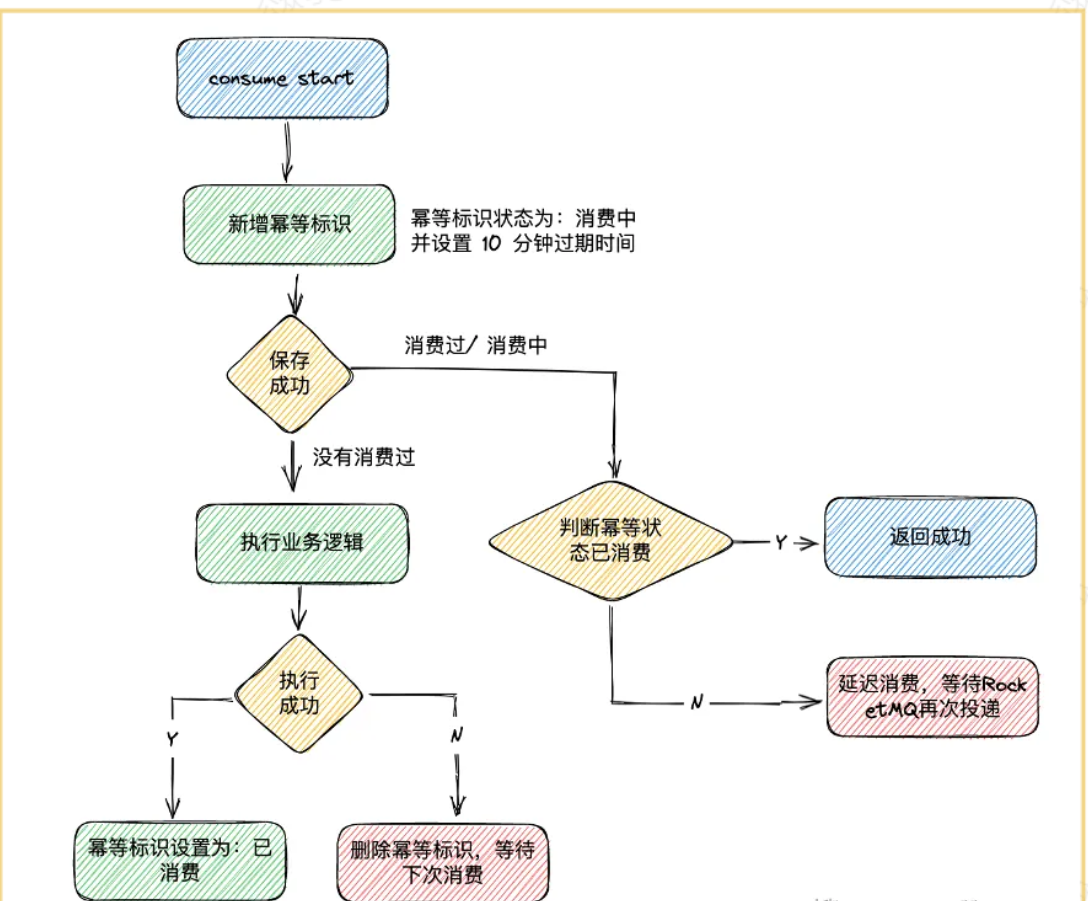 consume start
新增幂等标识
幂等标识状态为：消费中
并设置 10 分钟过期时间
保存
成功
消费过/ 消费中
没有消费过
执行业务逻辑
判断幂等状
态已消费
Y
返回成功
执行
成功
N
延迟消费，等待Rock
etMQ再次投递
Y
N
幂等标识设置为：已
消费
删除幂等标识，等待
下次消费